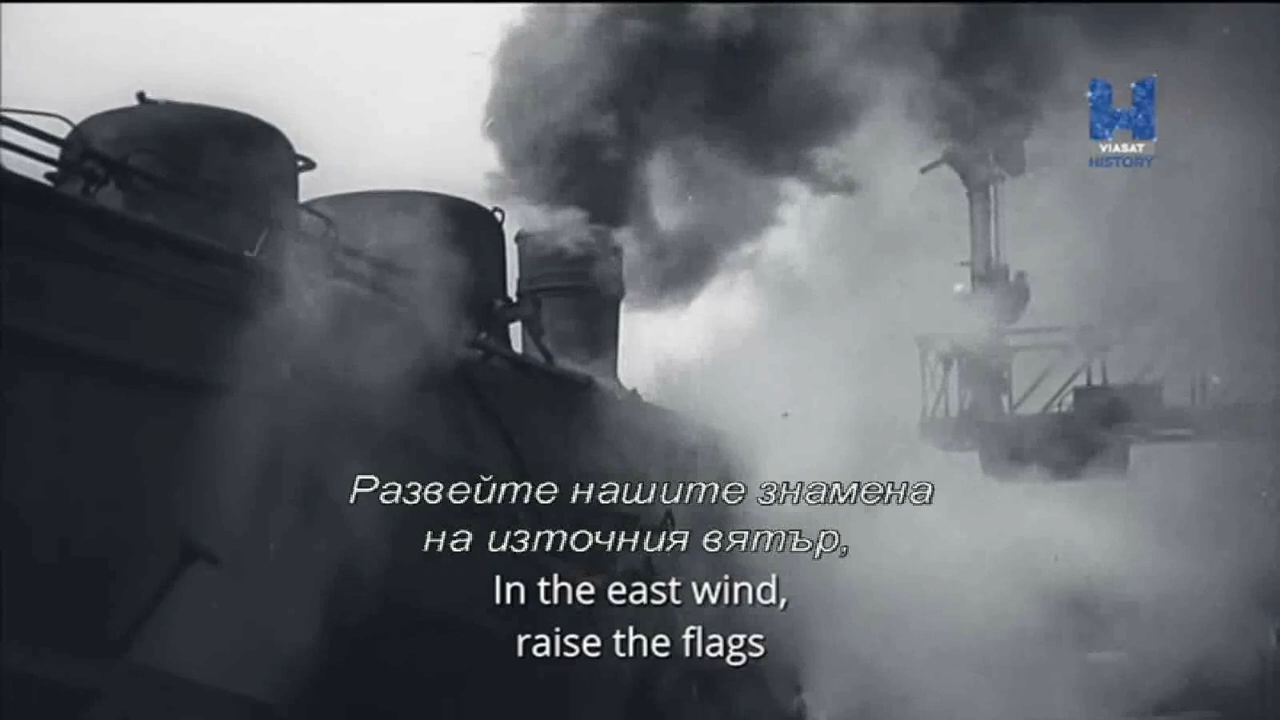 VIASAT
HISTORY
Развейте нашите знамена
на източния вятър,
In the east wind,
raise the flags